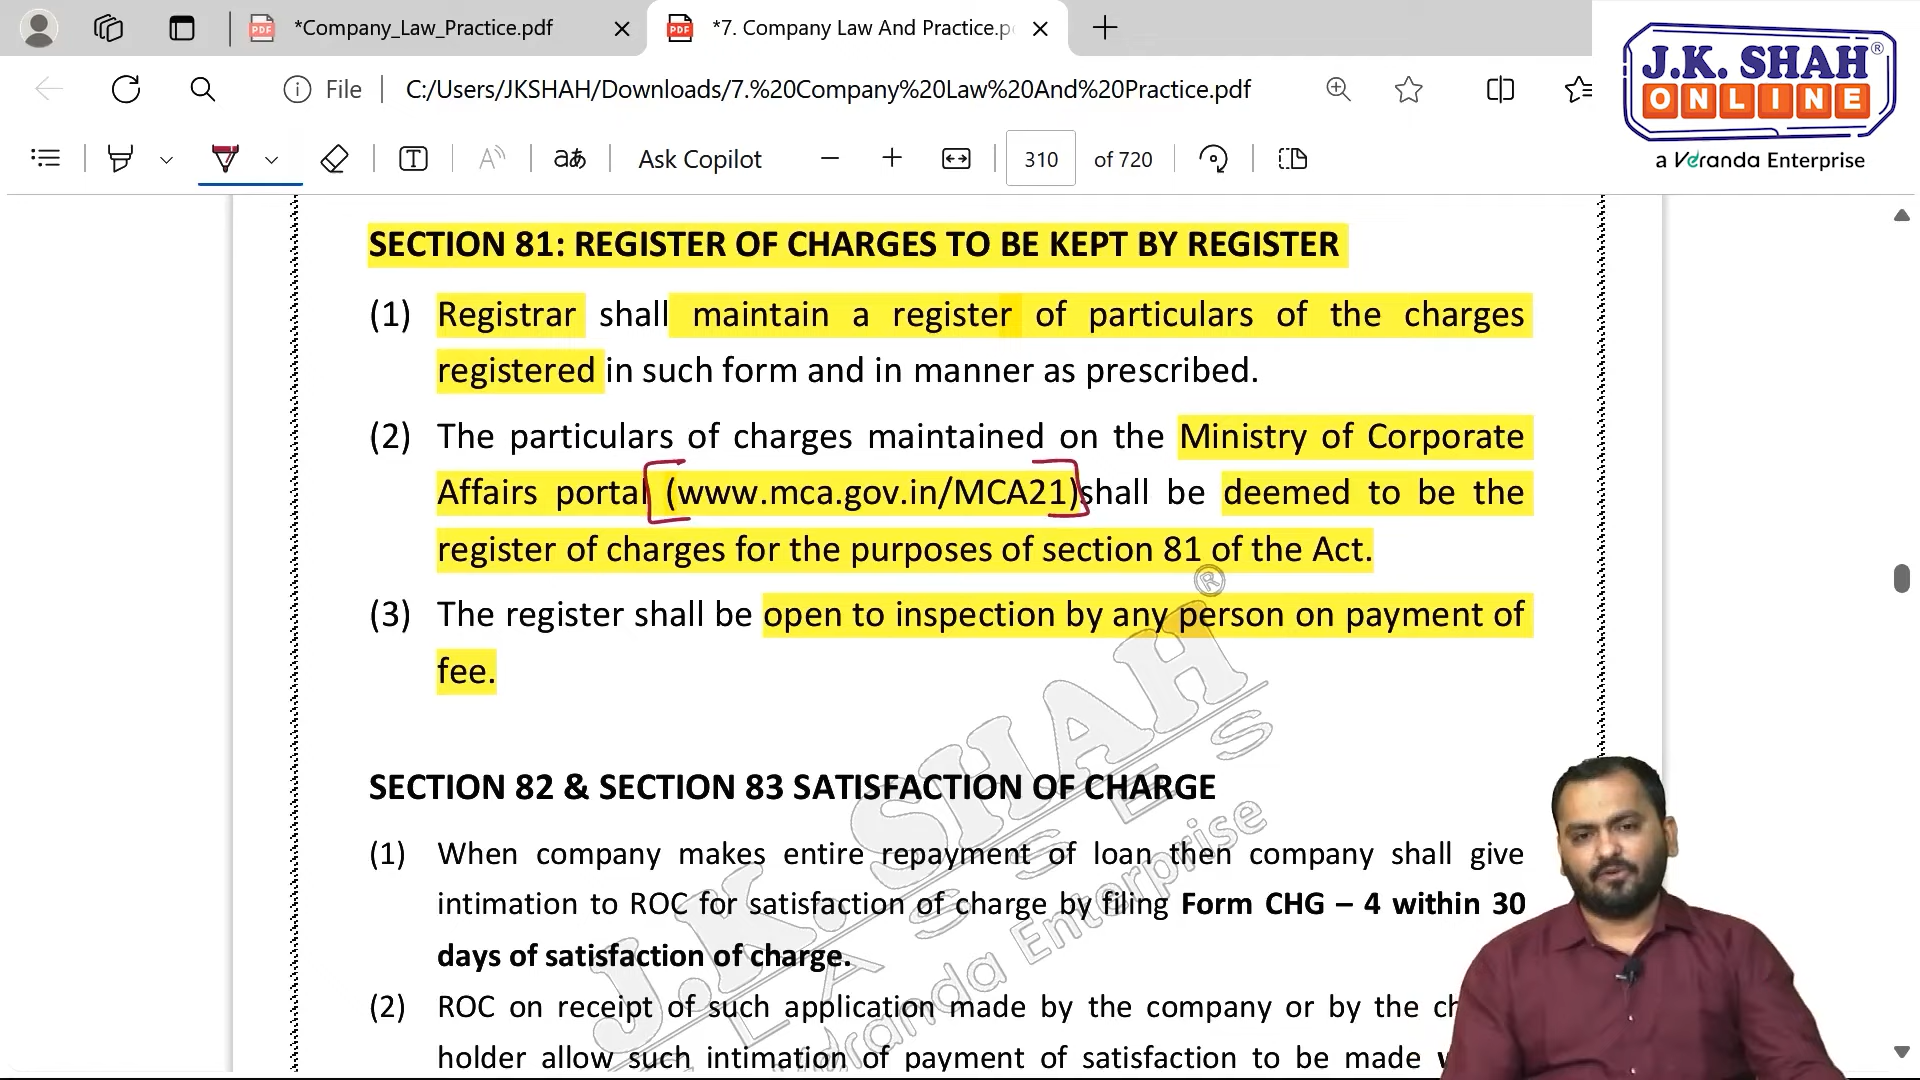 *Company_Law_Practice.pdf
*7. Company Law And Practice.p
File
C:/Users/JKSHAH/Downloads/7.%20Company%20Law%20And%20Practice.pdf
J.K. SHAH®
ONLINE
a Veranda Enterprise
Ask Copilot
310 of 720
SECTION 81: REGISTER OF CHARGES TO BE KEPT BY REGISTER
(1) Registrar shall maintain a register of particulars of the charges
registered in such form and in manner as prescribed.
(2) The particulars of charges maintained on the Ministry of Corporate
Affairs portal (www.mca.gov.in/MCA21)shall be deemed to be the
register of charges for the purposes of section 81 of the Act.
(3) The register shall be open to inspection by any person on payment of
fee.
J.K. SHAH®
CLASSES
a Veranda Enterprise
SECTION 82 & SECTION 83 SATISFACTION OF CHARGE
(1) When company makes entire repayment of loan then company shall give
intimation to ROC for satisfaction of charge by filing Form CHG – 4 within 30
days of satisfaction of charge.
(2) ROC on receipt of such application made by the company or by the
holder allow such intimation of payment of satisfaction to be made